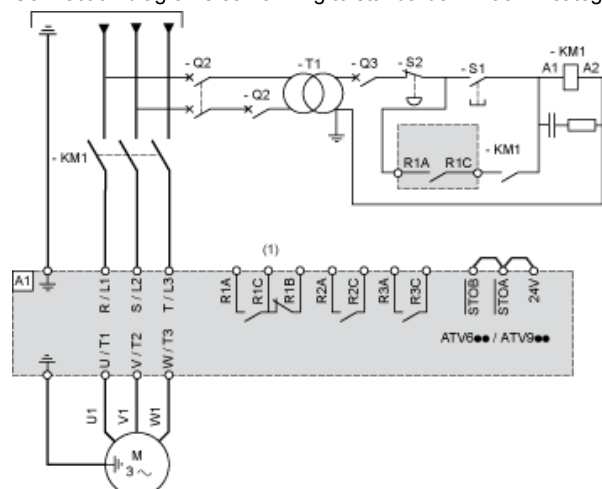 - Q2
- T1
- Q3
- S2
- S1
- KM1
A1 A2
- Q2
- KM1
R1A R1C
- KM1
(1)
A1
R / L1
S / L2
T / L3
R1A
R1C
R1B
R2A
R2C
R3A
R3C
STOB
STOA
24V
ATV6●● / ATV9●●
U / T1
V / T2
W / T3
U1
V1
W1
M
3 ~